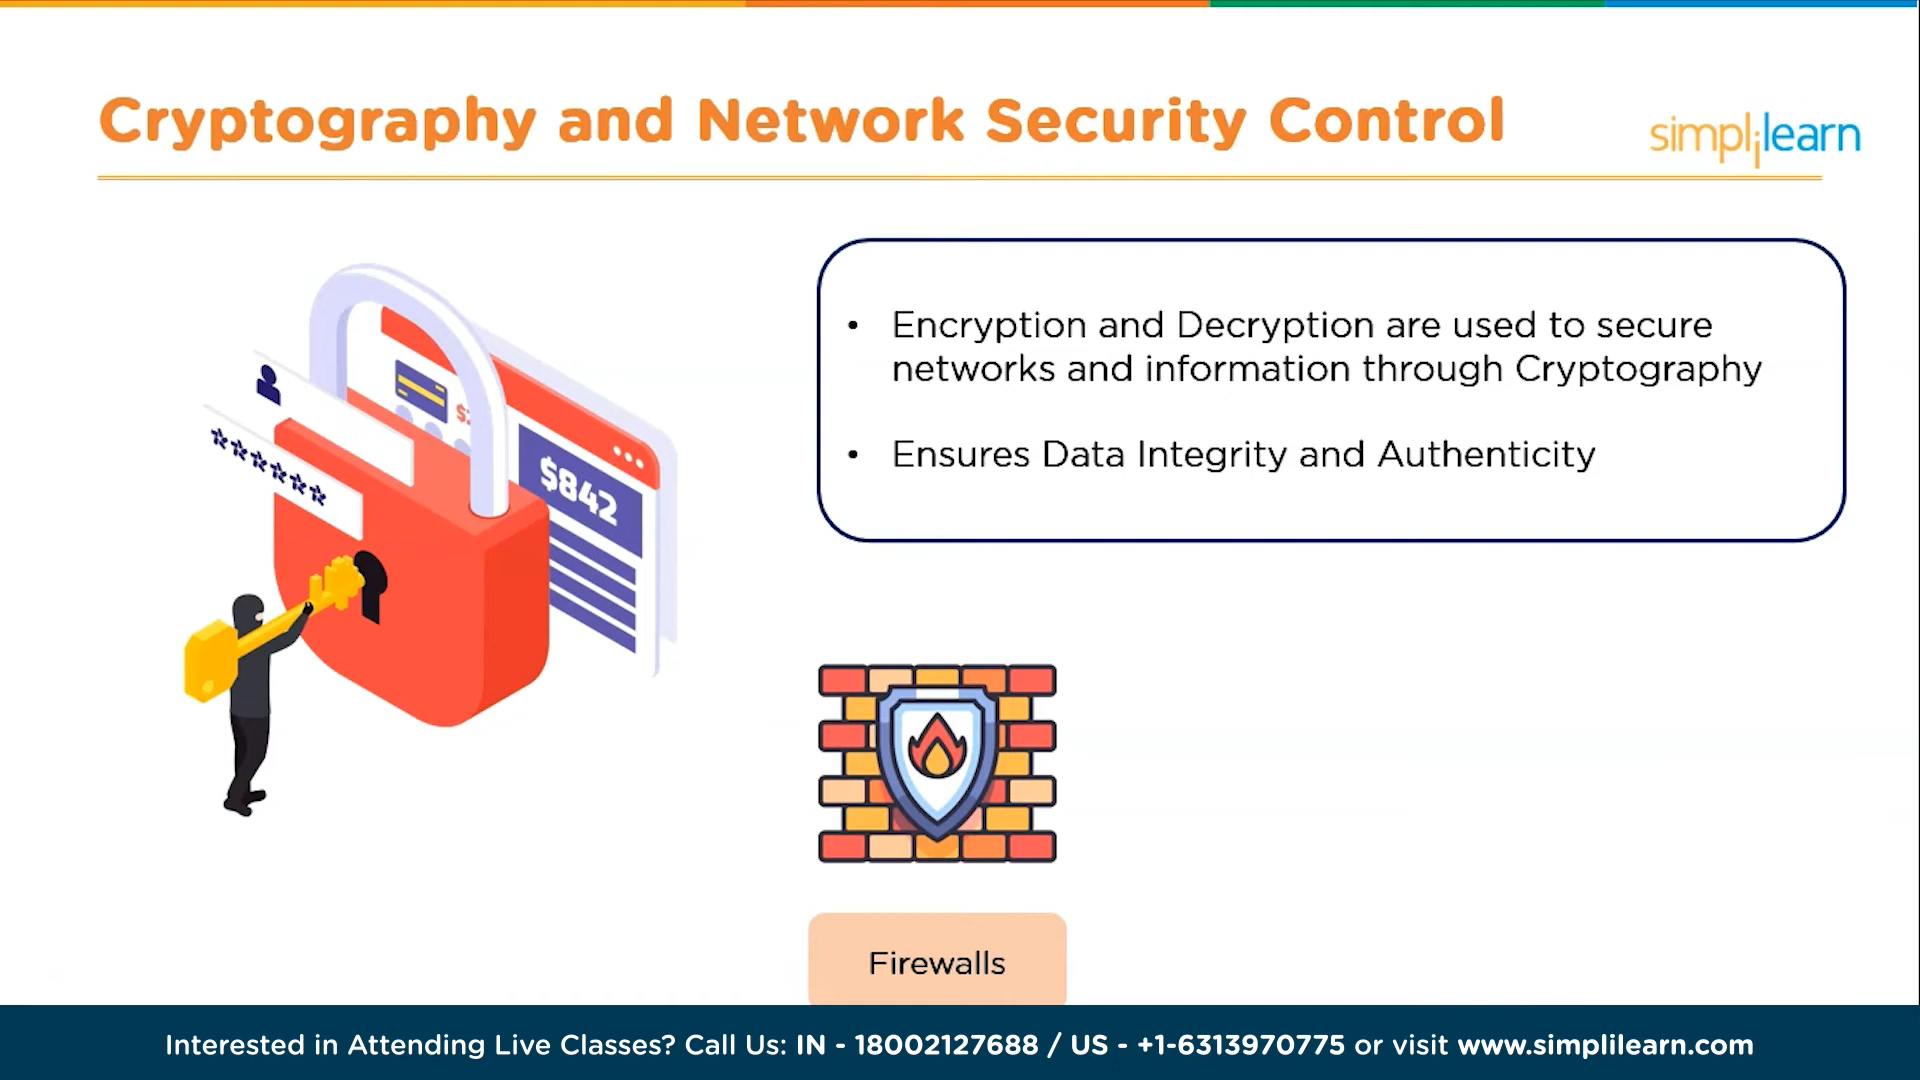 Cryptography and Network Security Control
simplilearn
• Encryption and Decryption are used to secure
networks and information through Cryptography
• Ensures Data Integrity and Authenticity
$842
Firewalls
Interested in Attending Live Classes? Call Us: IN - 18002127688 / US - +1-6313970775 or visit www.simplilearn.com